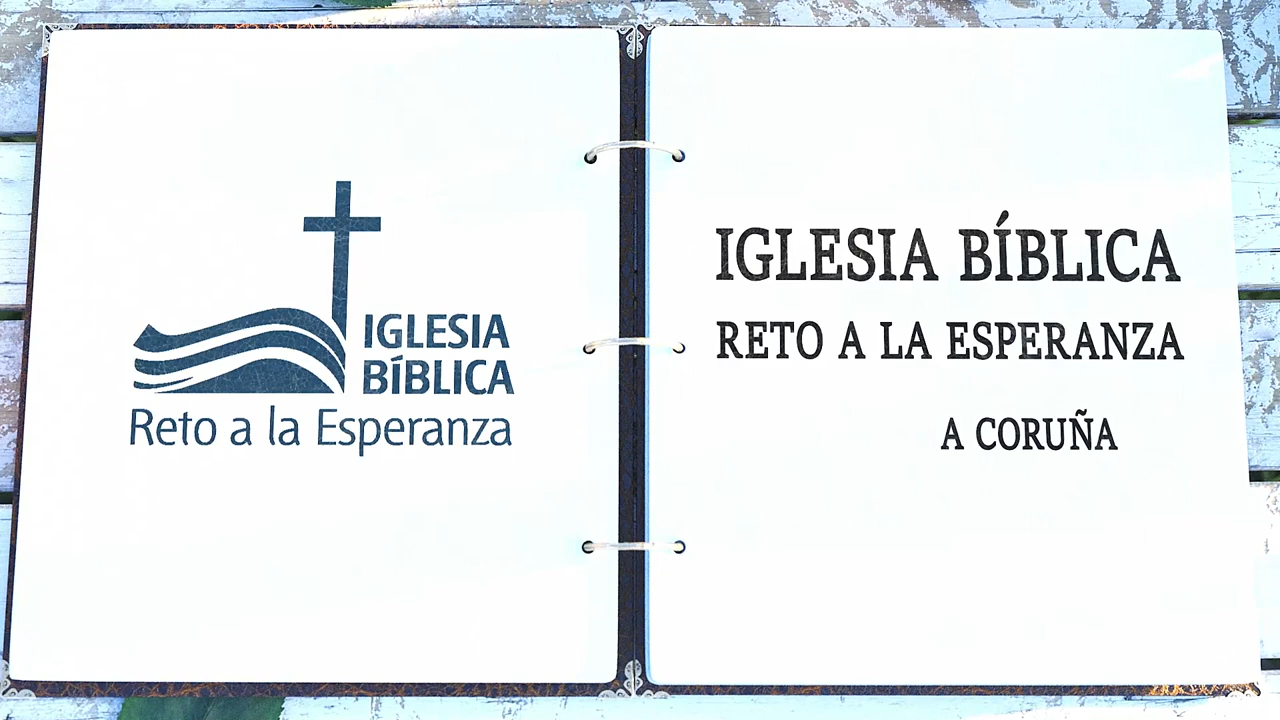 IGLESIA
BÍBLICA
Reto a la Esperanza
IGLESIA BÍBLICA
RETO A LA ESPERANZA
A CORUÑA